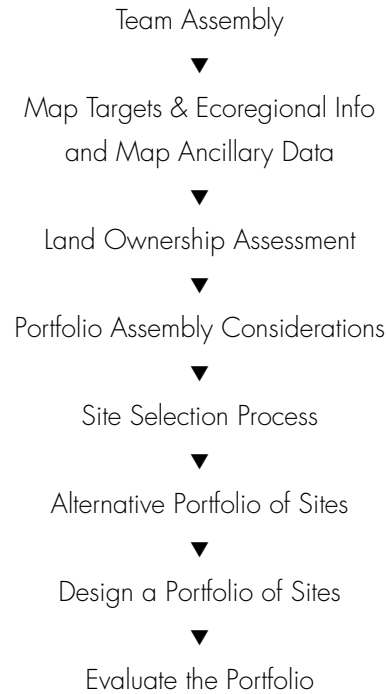 Team Assembly
▼
Map Targets & Ecoregional Info
and Map Ancillary Data
▼
Land Ownership Assessment
▼
Portfolio Assembly Considerations
▼
Site Selection Process
▼
Alternative Portfolio of Sites
▼
Design a Portfolio of Sites
▼
Evaluate the Portfolio